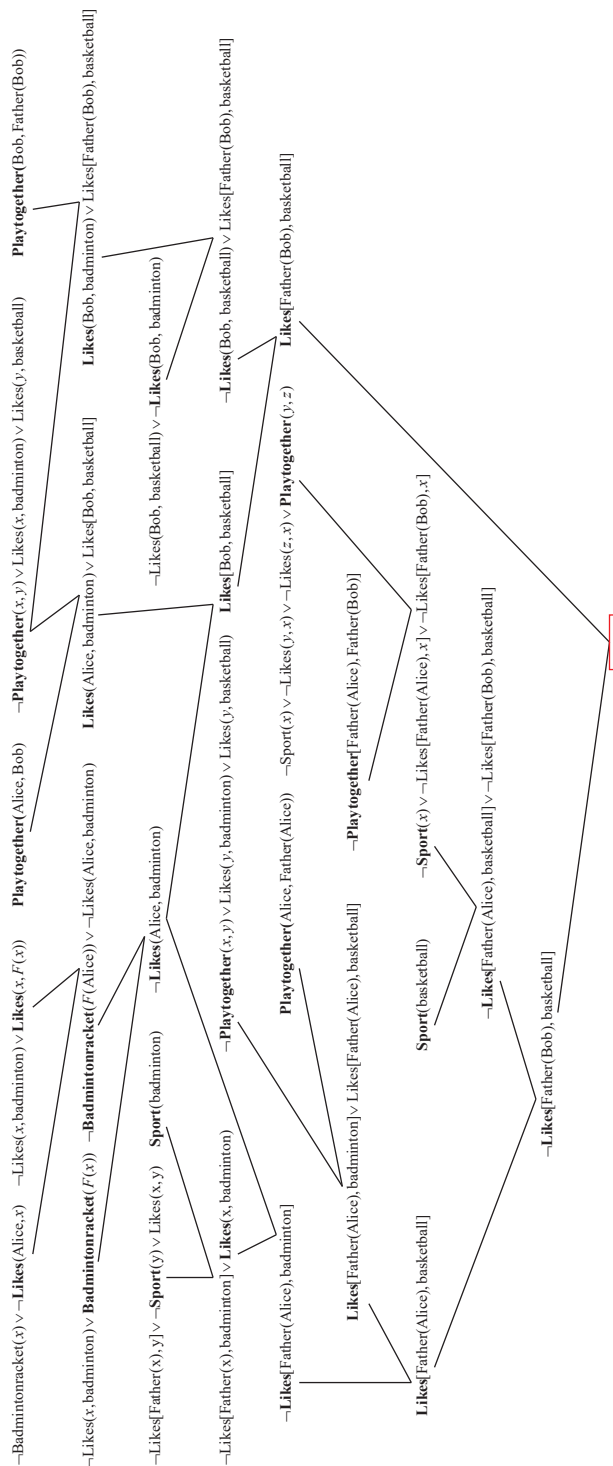 ¬Badmintonracket(x) ∨ ¬Likes(Alice, x) ¬Likes(x, badminton) ∨ Likes(x, F(x)) Playtogether(Alice, Bob) ¬Playtogether(x, y) ∨ Likes(x, badminton) ∨ Likes(y, basketball) Playtogether(Bob, Father(Bob))
¬Likes(x, badminton) ∨ Badmintonracket(F(x)) ¬Badmintonracket(F(Alice)) ∨ ¬Likes(Alice, badminton) Likes(Alice, badminton) ∨ Likes[Bob, basketball] Likes(Bob, badminton) ∨ Likes[Father(Bob), basketball]
¬Likes[Father(x), y] ∨ ¬Sport(y) ∨ Likes(x, y) Sport(badminton) ¬Likes(Alice, badminton) ¬Likes(Bob, basketball) ∨ ¬Likes(Bob, badminton)
¬Likes[Father(x), badminton] ∨ Likes(x, badminton) ¬Playtogether(x, y) ∨ Likes(y, badminton) ∨ Likes(y, basketball) Likes[Bob, basketball] ¬Likes(Bob, basketball) ∨ Likes[Father(Bob), basketball]
¬Likes[Father(Alice), badminton] Playtogether(Alice, Father(Alice)) ¬Sport(x) ∨ ¬Likes(y, x) ∨ ¬Likes(z, x) ∨ Playtogether(y, z) Likes[Father(Bob), basketball]
Likes[Father(Alice), badminton] ∨ Likes[Father(Alice), basketball] ¬Playtogether[Father(Alice), Father(Bob)]
Likes[Father(Alice), basketball] Sport(basketball) ¬Sport(x) ∨ ¬Likes[Father(Alice), x] ∨ ¬Likes[Father(Bob), x]
¬Likes[Father(Alice), basketball] ∨ ¬Likes[Father(Bob), basketball]
¬Likes[Father(Bob), basketball]